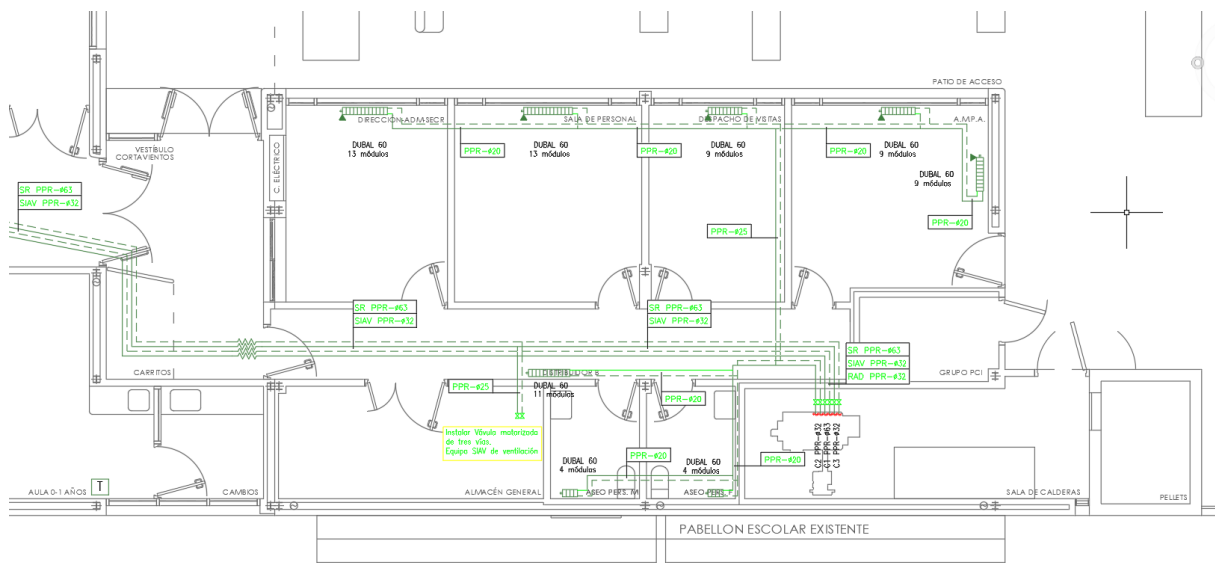 PATIO DE ACCESO
DIRECCION-ADM-SECR
SALA DE PERSONAL
DESPACHO DE VISITAS
A.M.P.A.
VESTÍBULO
CORTAVIENTOS
C. ELÉCTRICO
DUBAL 60
13 módulos
PPR-ø20
DUBAL 60
13 módulos
PPR-ø20
DUBAL 60
9 módulos
PPR-ø20
DUBAL 60
9 módulos
DUBAL 60
9 módulos
PPR-ø20
SR PPR-ø63
SIAV PPR-ø32
PPR-ø25
SR PPR-ø63
SIAV PPR-ø32
SR PPR-ø63
SIAV PPR-ø32
SR PPR-ø63
SIAV PPR-ø32
RAD PPR-ø32
CARRITOS
GRUPO PCI
DISTRIBUIDOR B
PPR-ø25
DUBAL 60
11 módulos
PPR-ø20
Instalar Vávula motorizada
de tres vías.
Equipo SIAV de ventilación
C2 PPR-ø32
C1 PPR-ø63
C3 PPR-ø32
DUBAL 60
4 módulos
PPR-ø20
DUBAL 60
4 módulos
PPR-ø20
AULA 0-1 AÑOS
T
CAMBIOS
ALMACÉN GENERAL
ASEO PERS. M
ASEO PERS.
SALA DE CALDERAS
PELLETS
PABELLON ESCOLAR EXISTENTE